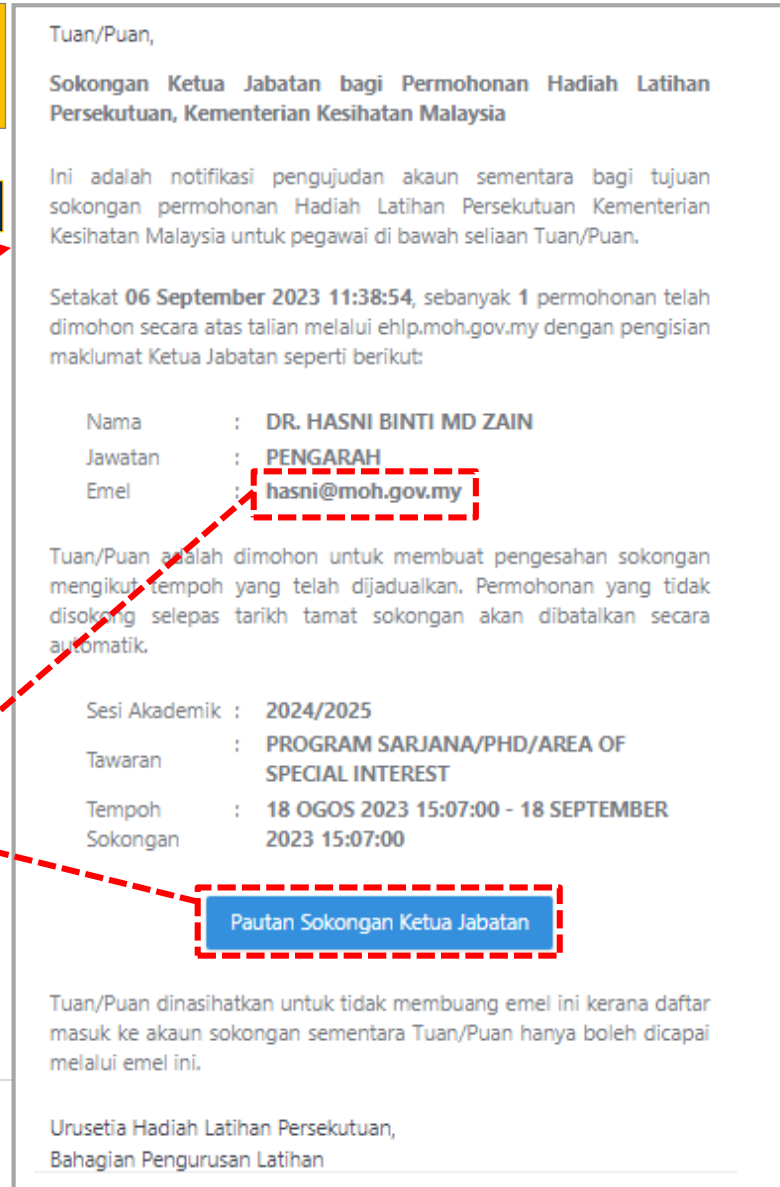 Tuan/Puan,
Sokongan Ketua Jabatan bagi Permohonan Hadiah Latihan
Persekutuan, Kementerian Kesihatan Malaysia
Ini adalah notifikasi pengujudan akaun sementara bagi tujuan
sokongan permohonan Hadiah Latihan Persekutuan Kementerian
Kesihatan Malaysia untuk pegawai di bawah seliaan Tuan/Puan.
Setakat 06 September 2023 11:38:54, sebanyak 1 permohonan telah
dimohon secara atas talian melalui ehlp.moh.gov.my dengan pengisian
maklumat Ketua Jabatan seperti berikut:
Nama : DR. HASNI BINTI MD ZAIN
Jawatan : PENGARAH
Emel : hasni@moh.gov.my
Tuan/Puan adalah dimohon untuk membuat pengesahan sokongan
mengikut tempoh yang telah dijadualkan. Permohonan yang tidak
disokong selepas tarikh tamat sokongan akan dibatalkan secara
automatik.
Sesi Akademik : 2024/2025
Tawaran : PROGRAM SARJANA/PHD/AREA OF
SPECIAL INTEREST
Tempoh : 18 OGOS 2023 15:07:00 - 18 SEPTEMBER
Sokongan 2023 15:07:00
Pautan Sokongan Ketua Jabatan
Tuan/Puan dinasihatkan untuk tidak membuang emel ini kerana daftar
masuk ke akaun sokongan sementara Tuan/Puan hanya boleh dicapai
melalui emel ini.
Urusetia Hadiah Latihan Persekutuan,
Bahagian Pengurusan Latihan